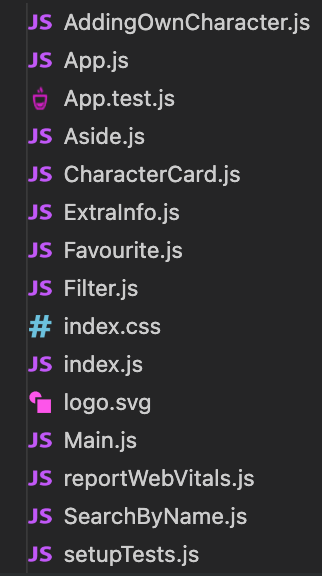 JS AddingOwnCharacter.js
JS App.js
App.test.js
JS Aside.js
JS CharacterCard.js
JS ExtraInfo.js
JS Favourite.js
JS Filter.js
# index.css
JS index.js
logo.svg
JS Main.js
JS reportWebVitals.js
JS SearchByName.js
JS setupTests.js